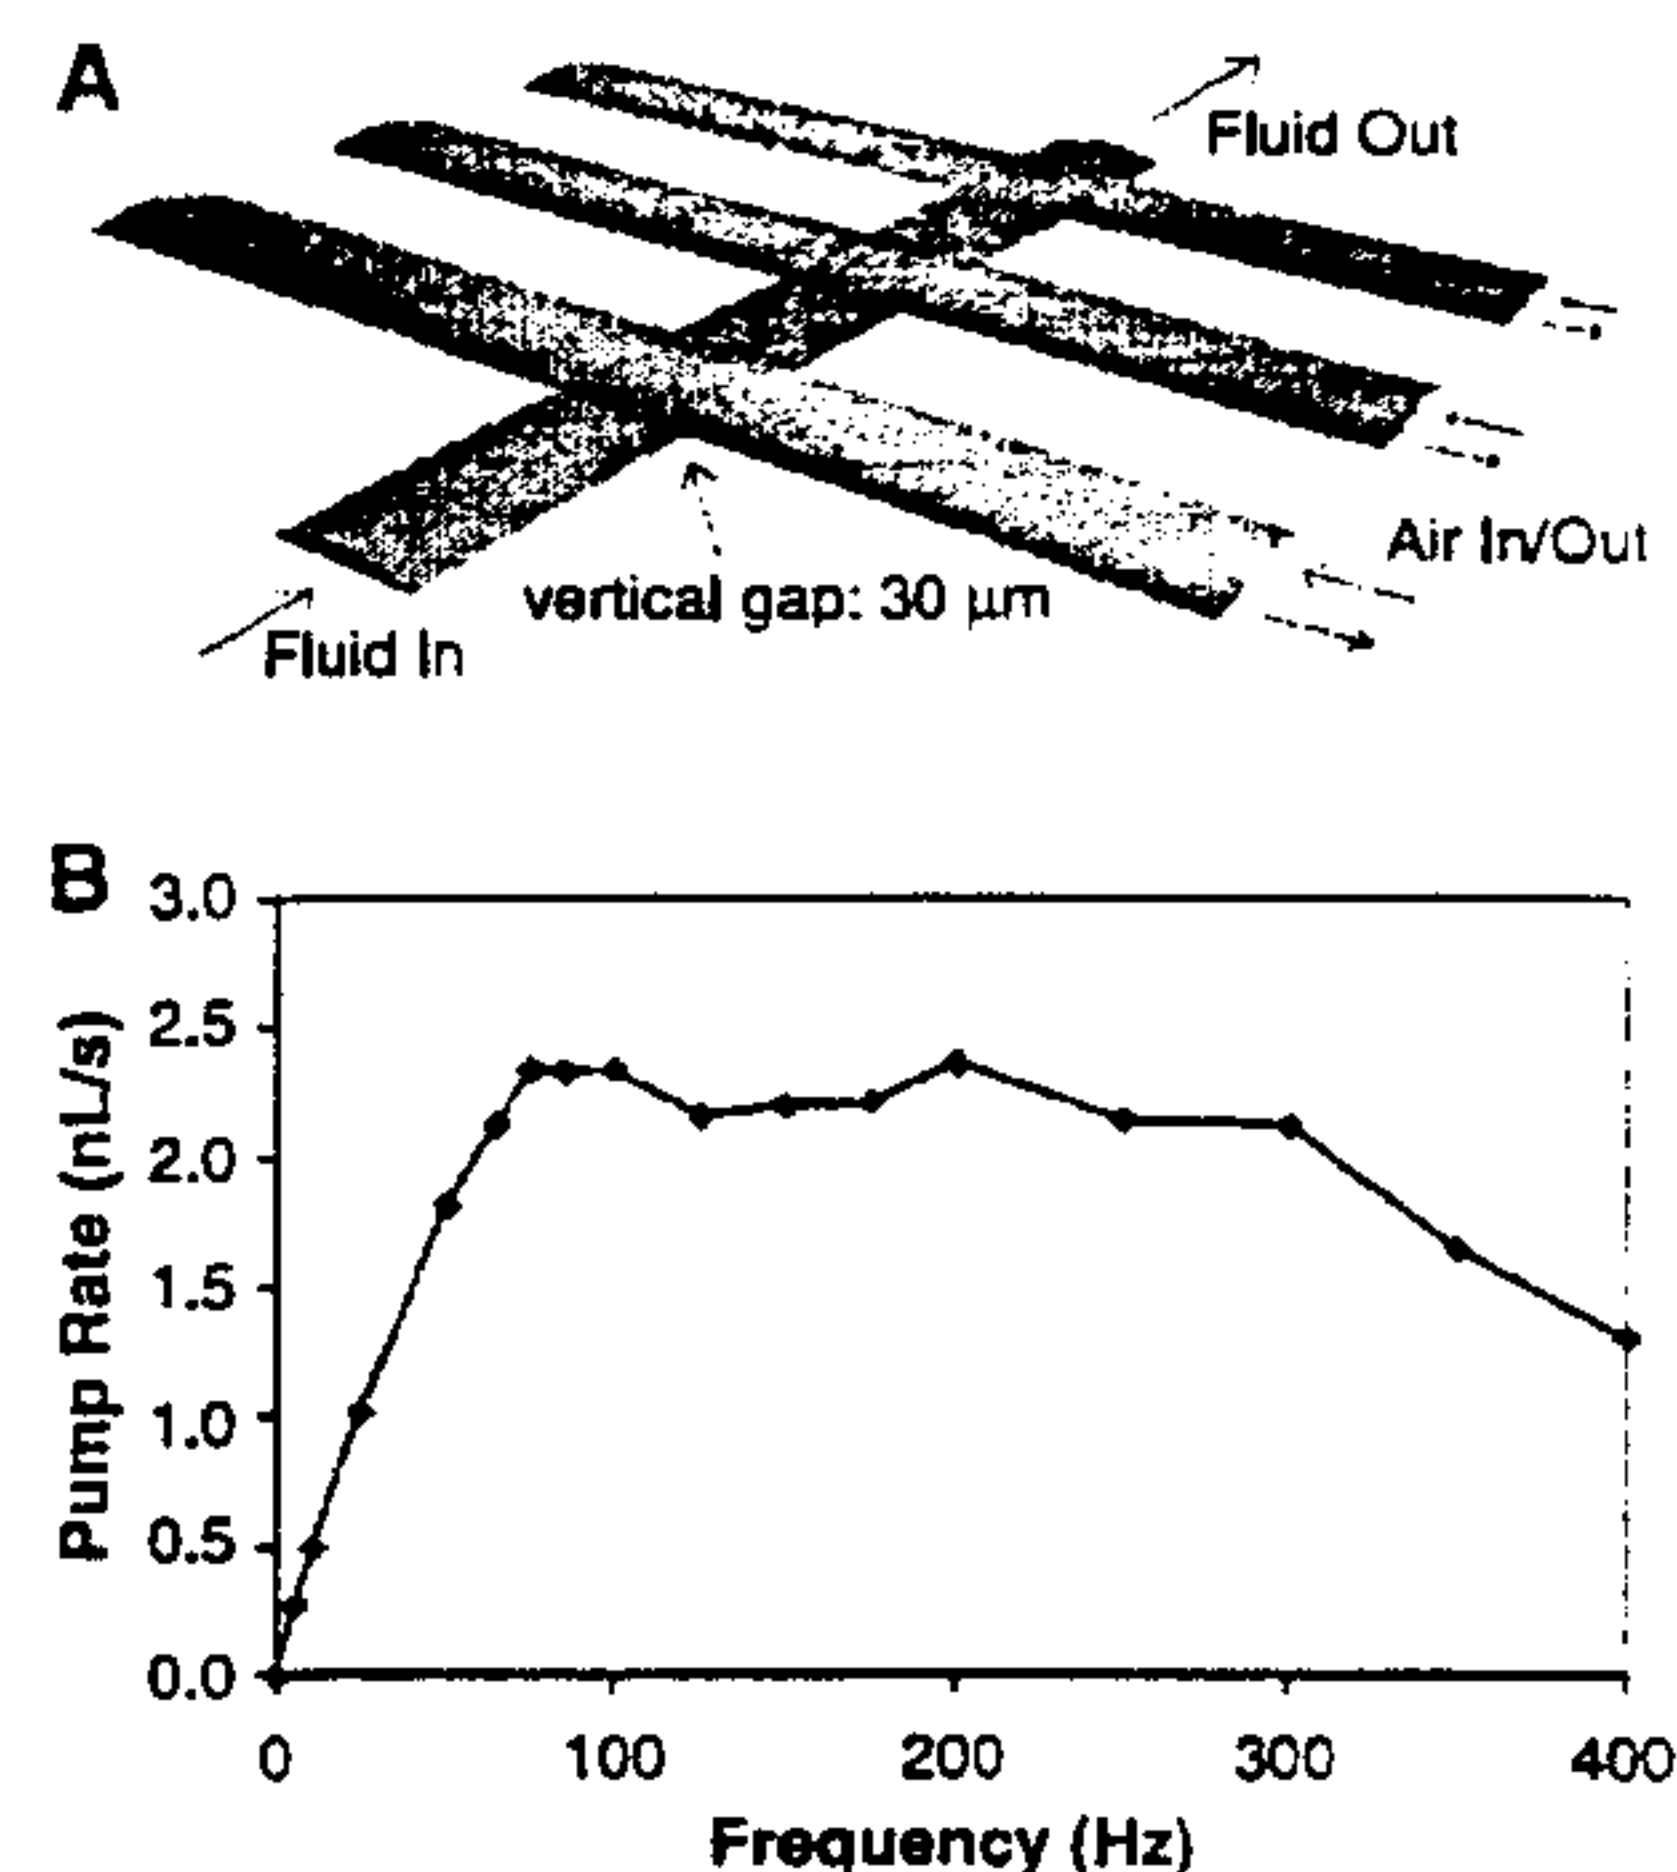 A
Fluid Out
Air In/Out
vertical gap: 30 µm
Fluid In
B
3.0
2.5
2.0
1.5
1.0
0.5
0.0
Pump Rate (nL/s)
0 100 200 300 400
Frequency (Hz)